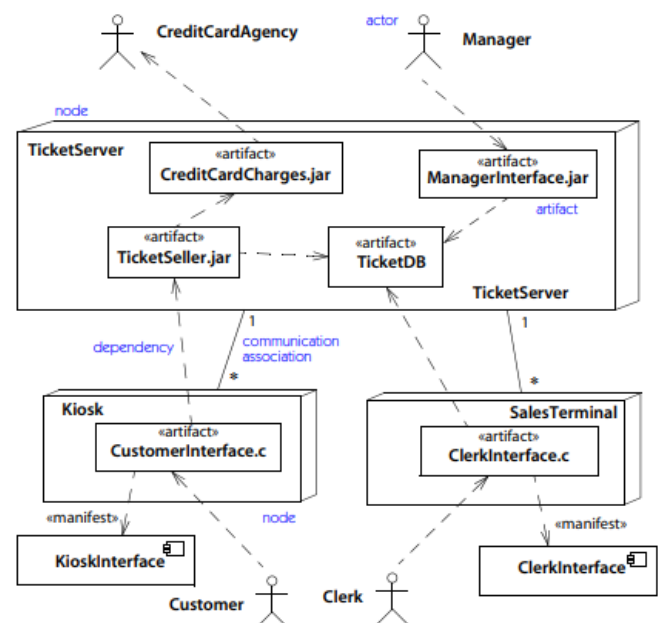 CreditCardAgency
actor
Manager
node
TicketServer
«artifact»
CreditCardCharges.jar
«artifact»
ManagerInterface.jar
artifact
«artifact»
TicketSeller.jar
«artifact»
TicketDB
TicketServer
1
communication
association
dependency
1
*
*
Kiosk
«artifact»
CustomerInterface.c
SalesTerminal
«artifact»
ClerkInterface.c
«manifest»
node
«manifest»
KioskInterface
ClerkInterface
Customer
Clerk